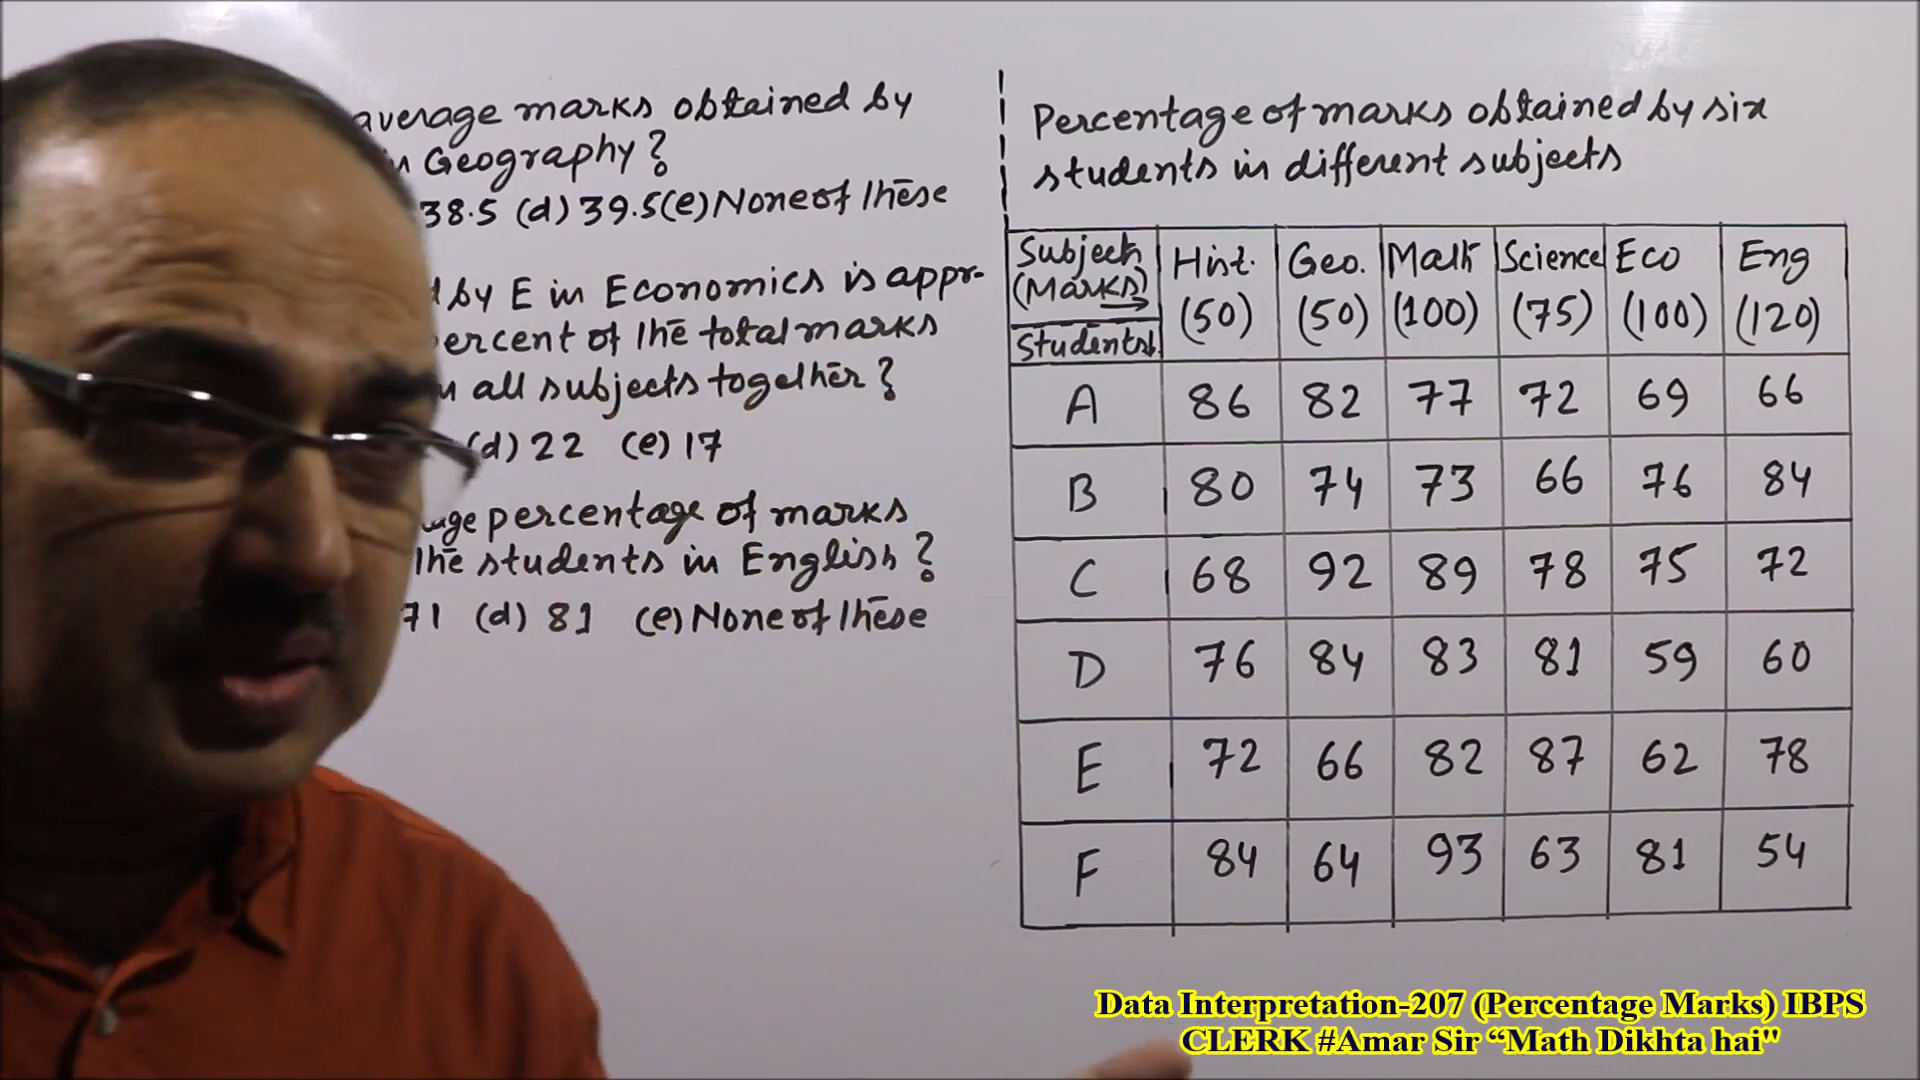 average marks obtained by
in Geography?
38.5 (d) 39.5 (e) None of these
by E in Economics is appr-
ercent of the total marks
all subjects together?
(d) 22 (e) 17
age percentage of marks
the students in English?
71 (d) 81 (e) None of these
Percentage of marks obtained by six
students in different subjects
Subject (Marks) → Hist. (50) Geo. (50) Math (100) Science (75) Eco (100) Eng (120)
Students↓
A 86 82 77 72 69 66
B 80 74 73 66 76 84
C 68 92 89 78 75 72
D 76 84 83 81 59 60
E 72 66 82 87 62 78
F 84 64 93 63 81 54
Data Interpretation-207 (Percentage Marks) IBPS
CLERK #Amar Sir “Math Dikhta hai"